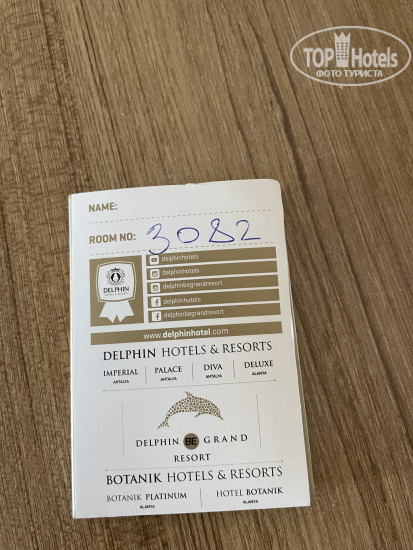 TOP Hotels
ФОТО ТУРИСТА
NAME:
ROOM NO: 3082
DELPHIN
delphinhotels
delphinhotels
delphinbegrandresort
delphinhotels
delphinbegrandresort
www.delphinhotel.com
DELPHIN HOTELS & RESORTS
IMPERIAL PALACE DIVA DELUXE
ANTALYA ANTALYA ANTALYA ALANYA
DELPHIN BE GRAND
RESORT
BOTANIK HOTELS & RESORTS
BOTANIK PLATINUM HOTEL BOTANIK
ALANYA ALANYA